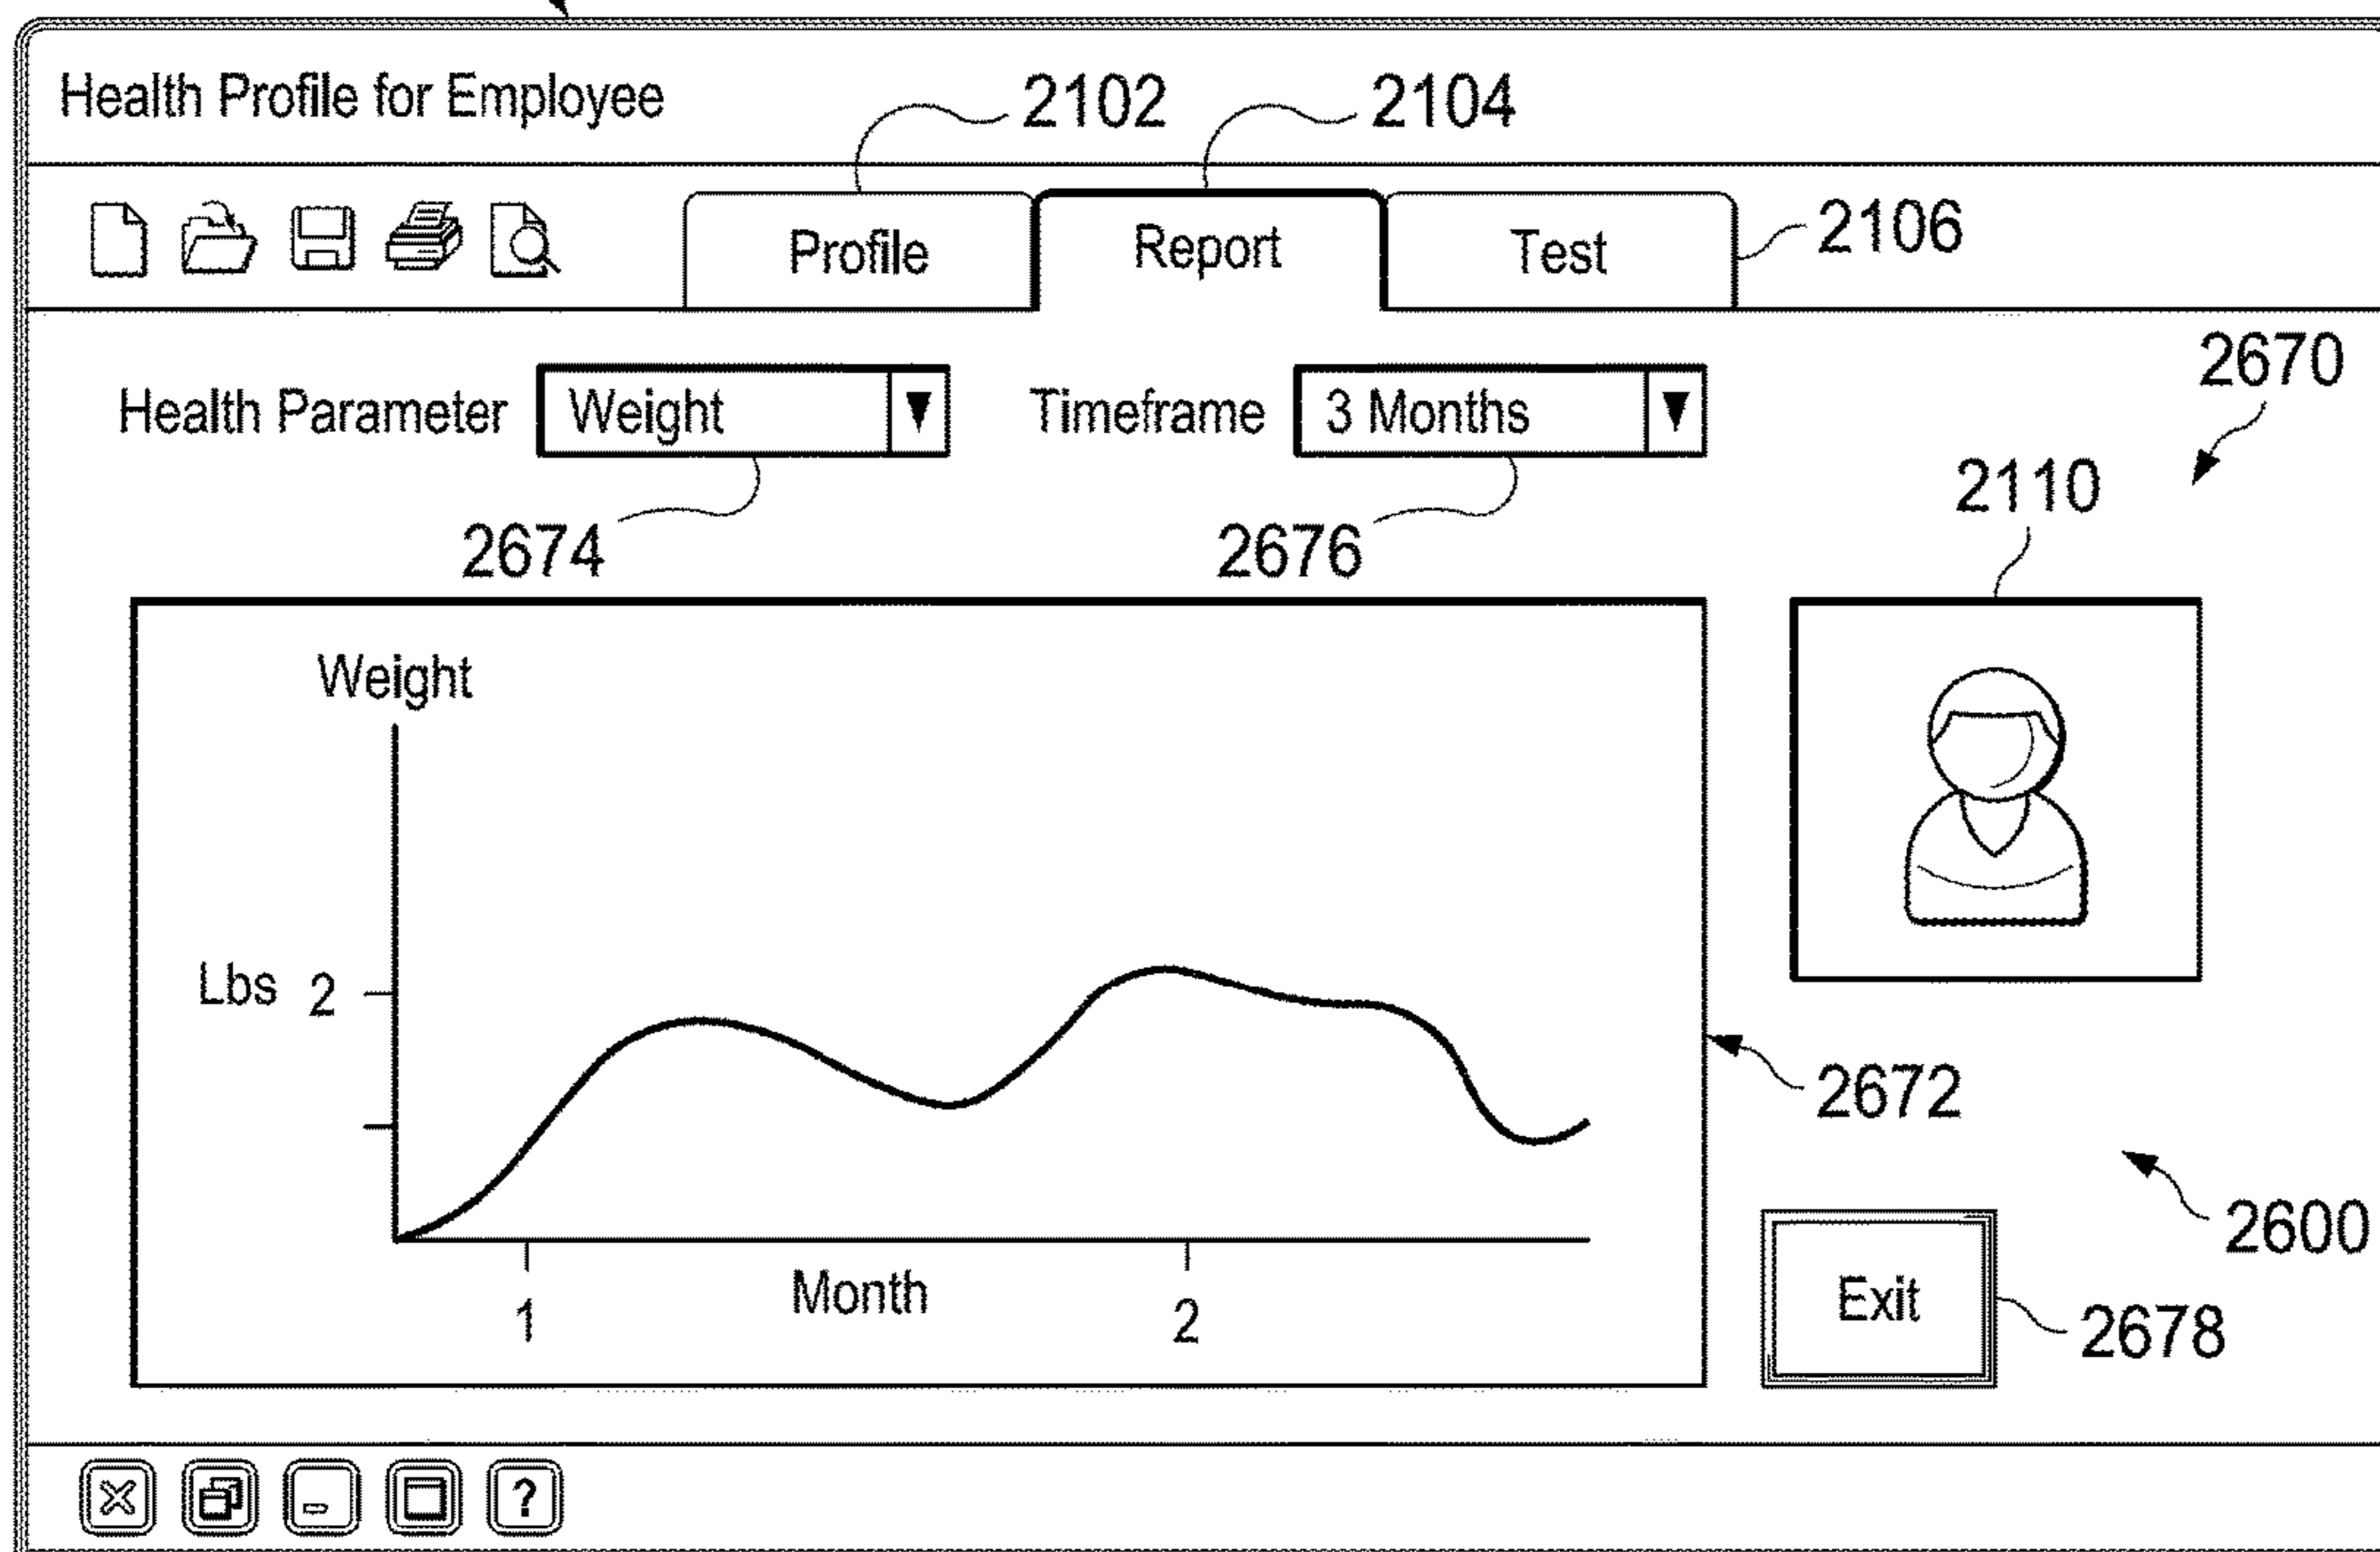 Health Profile for Employee
2102
2104
Profile
Report
Test
2106
2670
Health Parameter
Weight
Timeframe
3 Months
2110
2674
2676
Weight
Lbs 2
2672
2600
1
Month
2
Exit
2678
?